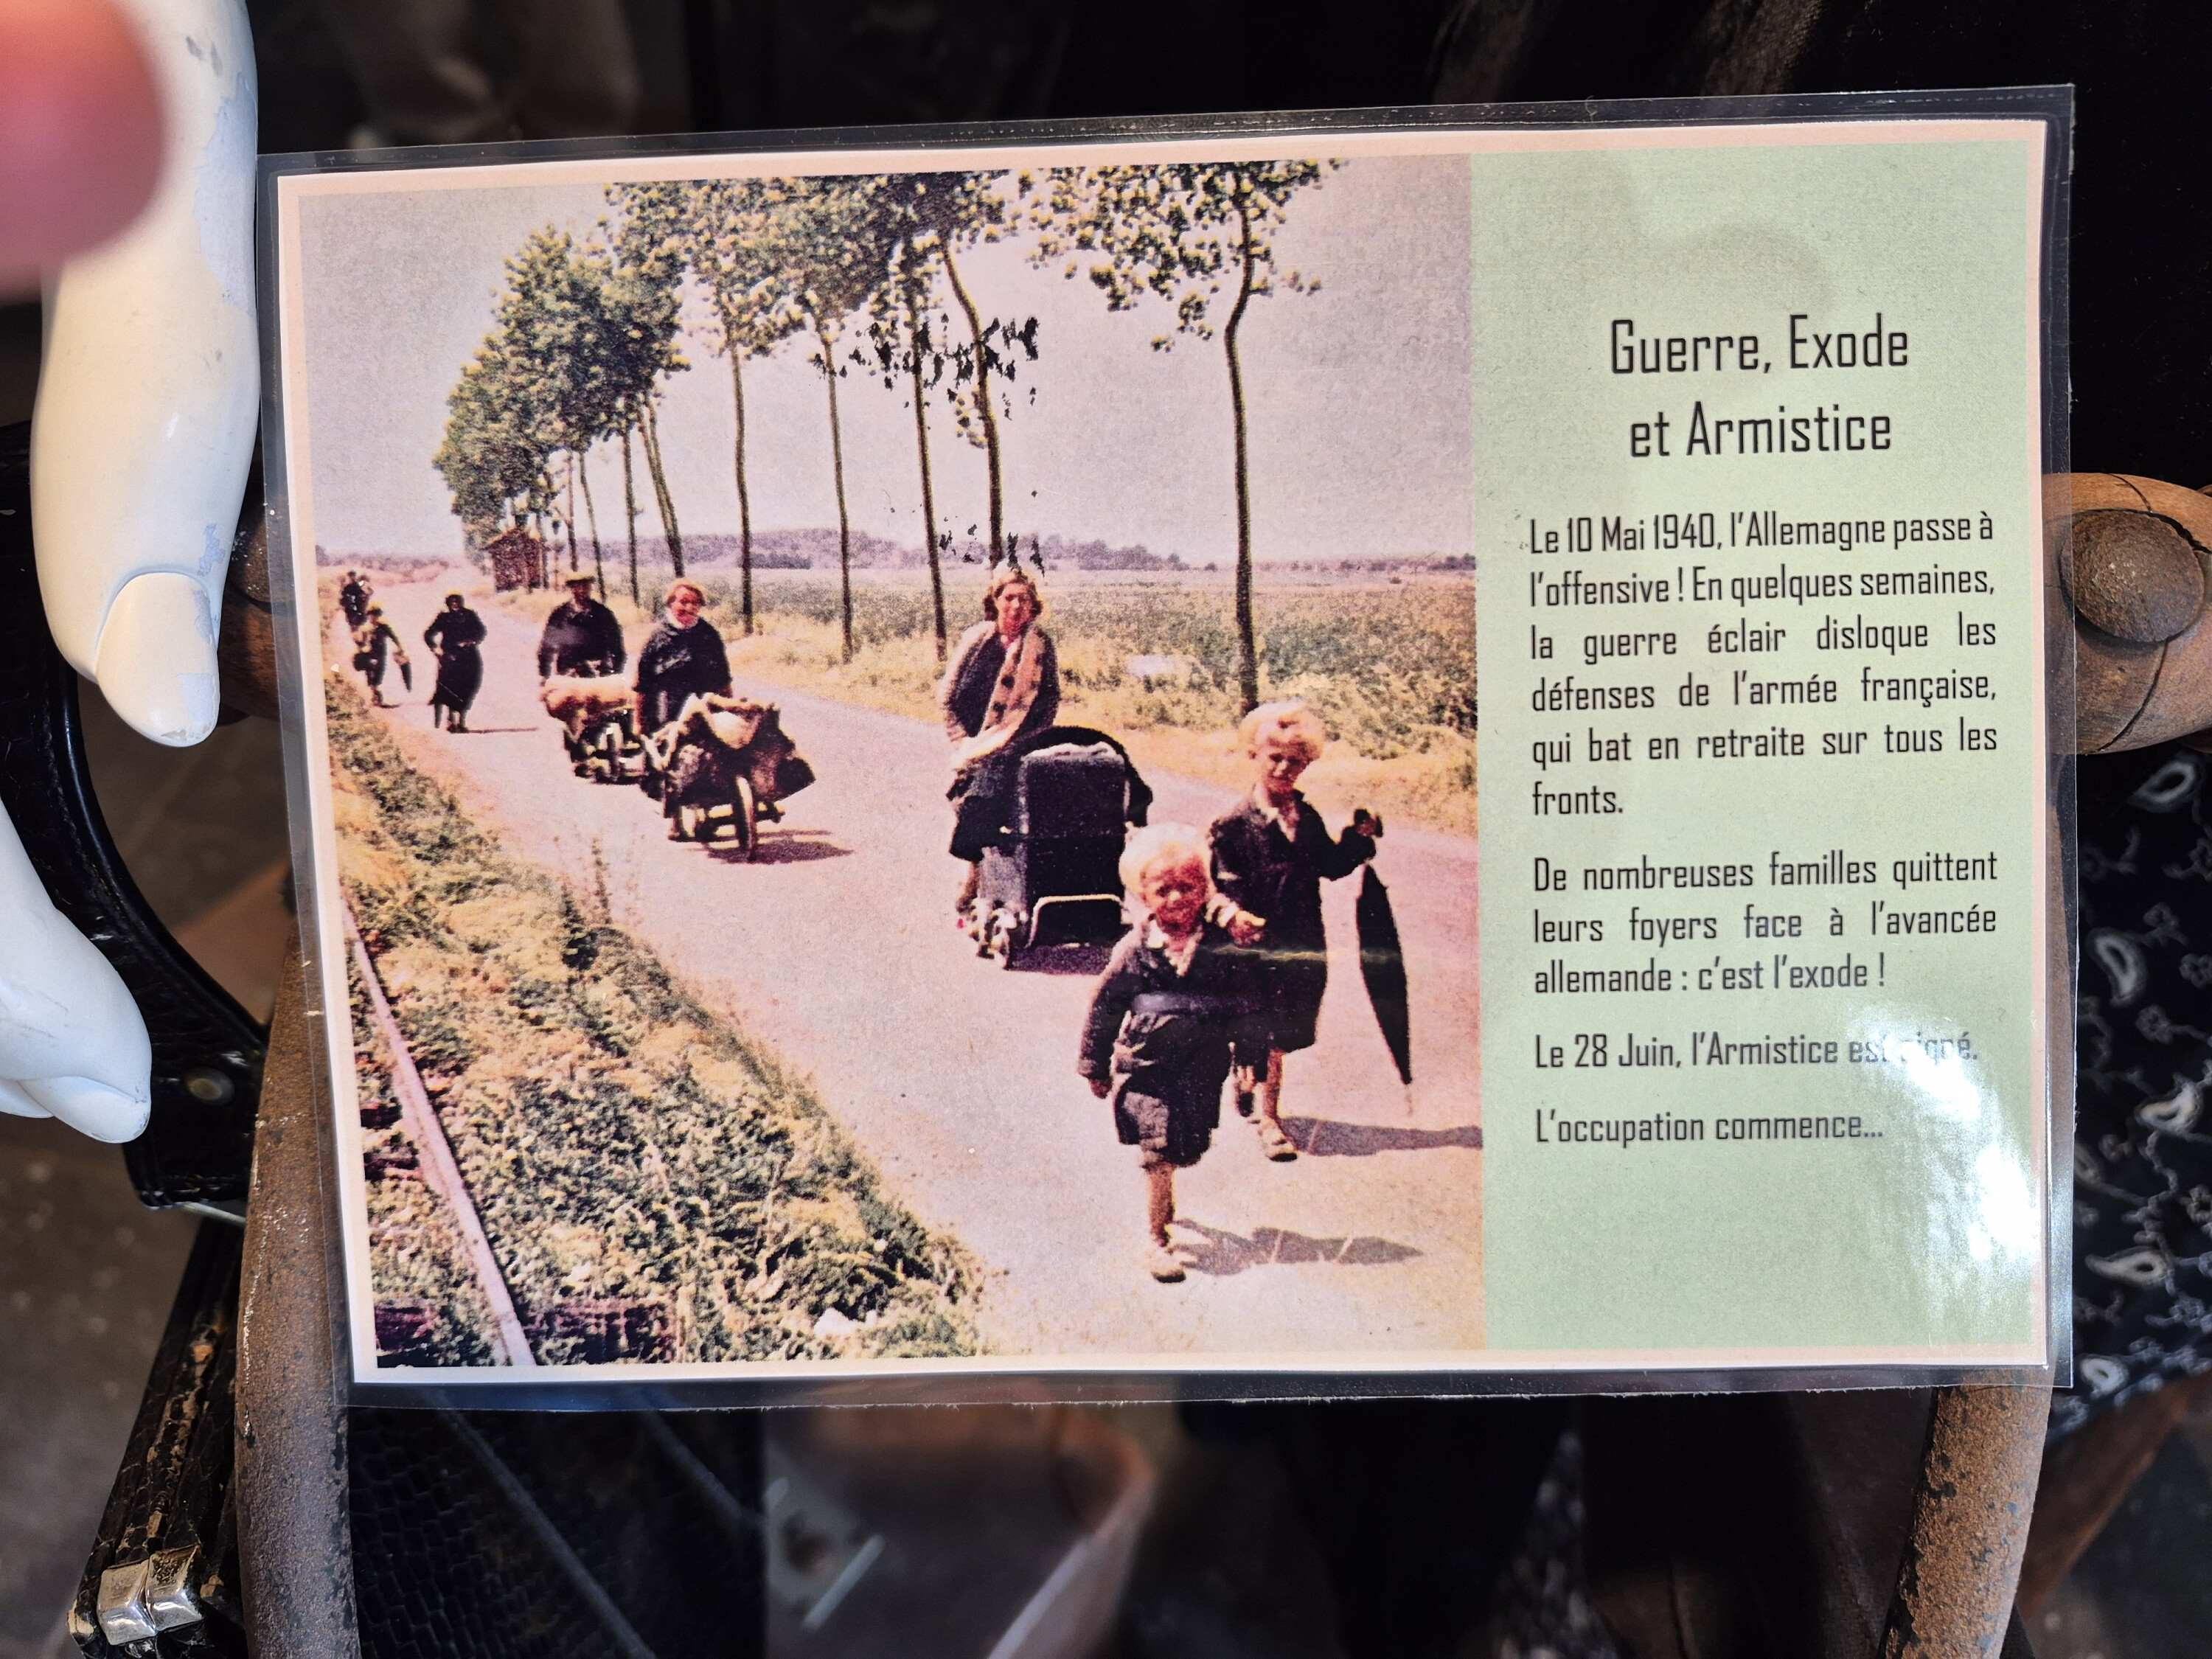 Guerre, Exode
et Armistice
Le 10 Mai 1940, l'Allemagne passe à
l'offensive ! En quelques semaines,
la guerre éclair disloque les
défenses de l'armée française,
qui bat en retraite sur tous les
fronts.
De nombreuses familles quittent
leurs foyers face à l'avancée
allemande : c'est l'exode !
Le 28 Juin, l'Armistice est signé.
L'occupation commence...